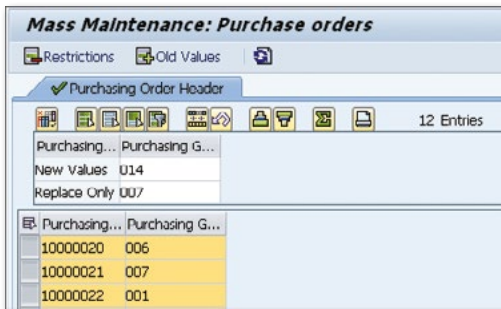 Mass Maintenance: Purchase orders
Restrictions Old Values
Purchasing Order Header
12 Entries
Purchasing... Purchasing G...
New Values 014
Replace Only 007
Purchasing... Purchasing G...
10000020 006
10000021 007
10000022 001